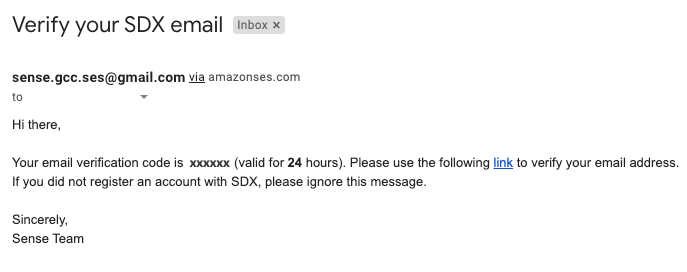 Verify your SDX email Inbox ×
sense.gcc.ses@gmail.com via amazonses.com
to
Hi there,
Your email verification code is xxxxxx (valid for 24 hours). Please use the following link to verify your email address.
If you did not register an account with SDX, please ignore this message.
Sincerely,
Sense Team